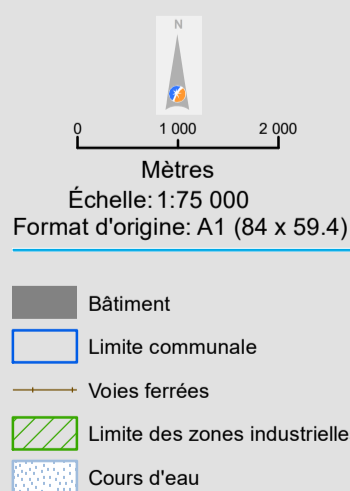 N
0 1 000 2 000
Mètres
Échelle: 1:75 000
Format d'origine: A1 (84 x 59.4)
Bâtiment
Limite communale
Voies ferrées
Limite des zones industrielle
Cours d'eau